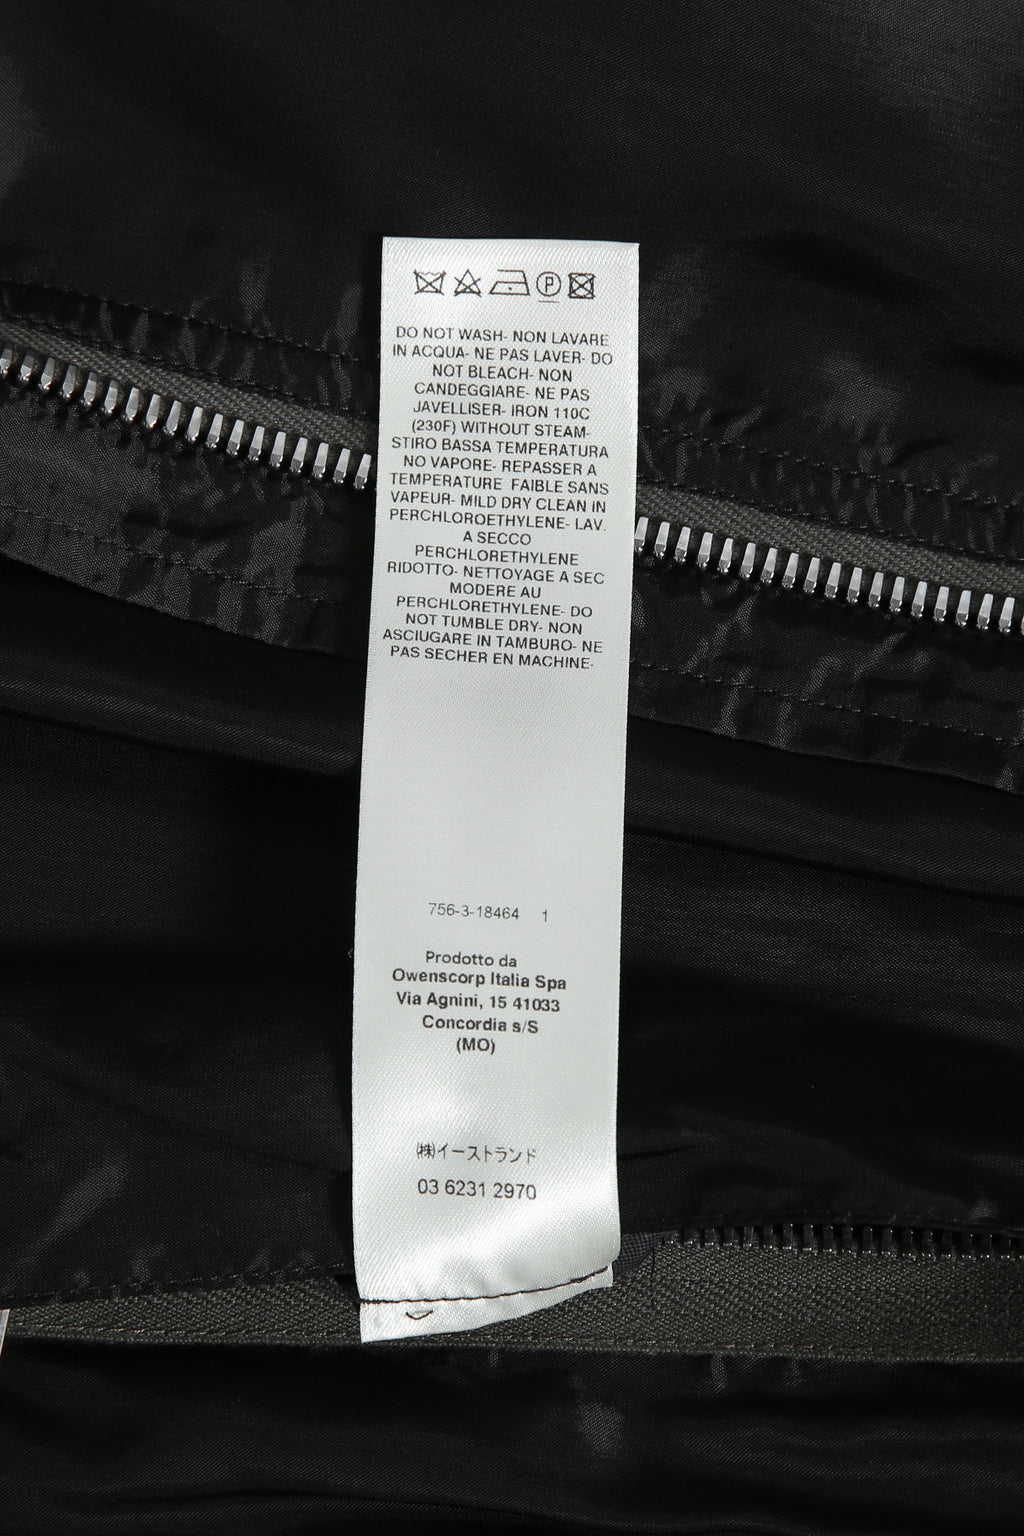 P
DO NOT WASH- NON LAVARE
IN ACQUA- NE PAS LAVER- DO
NOT BLEACH- NON
CANDEGGIARE- NE PAS
JAVELLISER- IRON 110C
(230F) WITHOUT STEAM-
STIRO BASSA TEMPERATURA
NO VAPORE- REPASSER A
TEMPERATURE FAIBLE SANS
VAPEUR- MILD DRY CLEAN IN
PERCHLOROETHYLENE- LAV.
A SECCO
PERCHLORETHYLENE
RIDOTTO- NETTOYAGE A SEC
MODERE AU
PERCHLORETHYLENE- DO
NOT TUMBLE DRY- NON
ASCIUGARE IN TAMBURO- NE
PAS SECHER EN MACHINE-
756-3-18464 1
Prodotto da
Owenscorp Italia Spa
Via Agnini, 15 41033
Concordia s/S
(MO)
㈱イーストランド
03 6231 2970